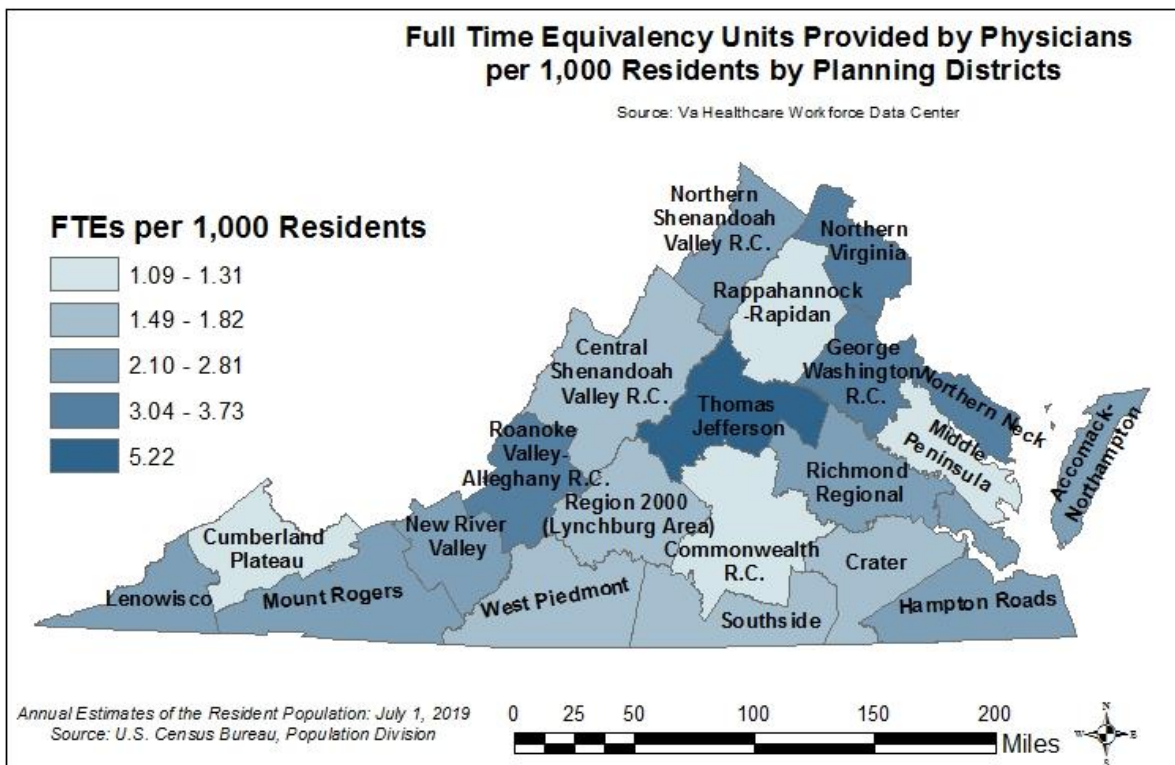 Full Time Equivalency Units Provided by Physicians
per 1,000 Residents by Planning Districts
Source: Va Healthcare Workforce Data Center
FTEs per 1,000 Residents
1.09 - 1.31
1.49 - 1.82
2.10 - 2.81
3.04 - 3.73
5.22
Northern
Shenandoah
Valley R.C.
Northern
Virginia
Rappahannock
-Rapidan
Central
Shenandoah
Valley R.C.
George
Washington
R.C.
Northern Neck
Thomas
Jefferson
Middle
Peninsula
Accomack-
Northampton
Roanoke
Valley-
Alleghany R.C.
Richmond
Regional
Region 2000
(Lynchburg Area)
New River
Valley
Cumberland
Plateau
Commonwealth
R.C.
Crater
Lenowisco
Mount Rogers
West Piedmont
Southside
Hampton Roads
Annual Estimates of the Resident Population: July 1, 2019
Source: U.S. Census Bureau, Population Division
0 25 50 100 150 200
Miles
N
W E
S